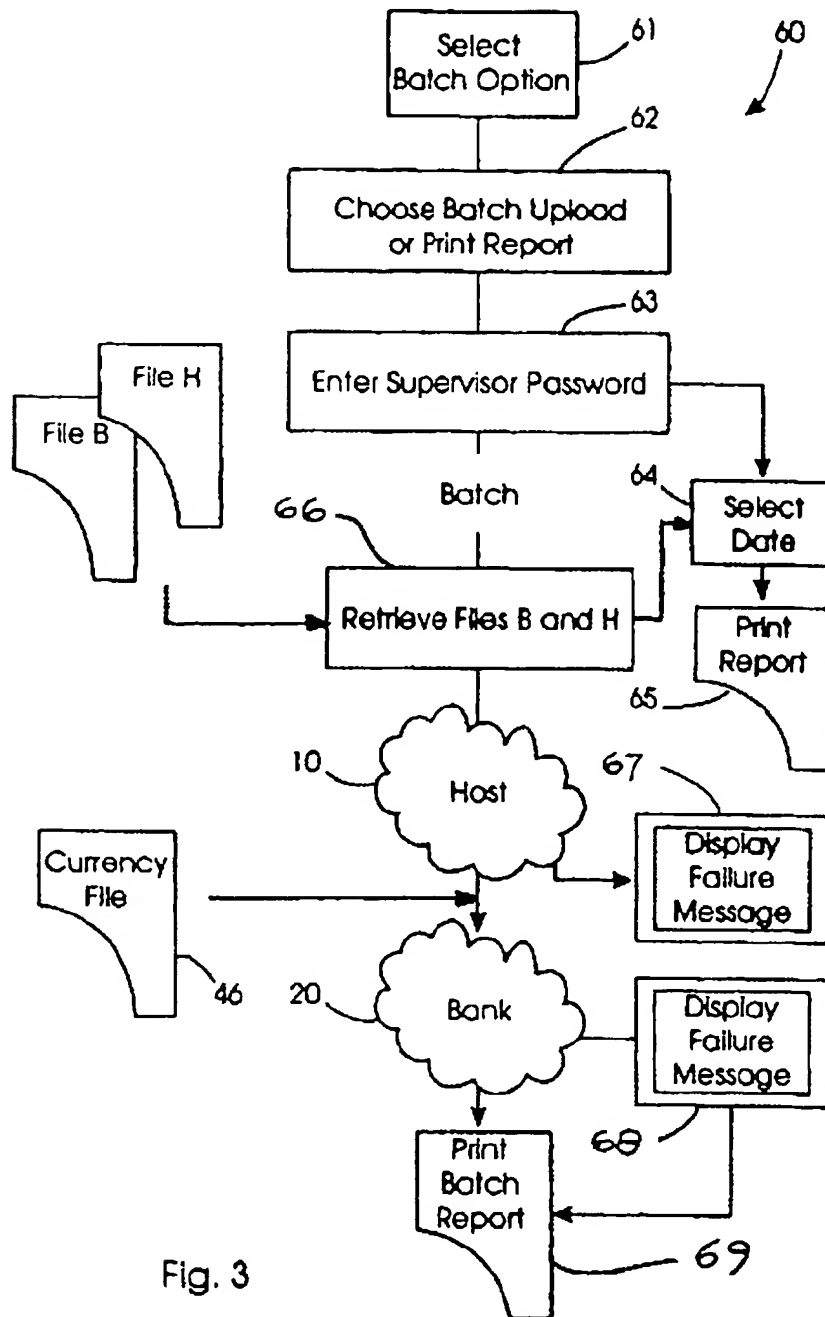 Select
Batch Option
61
60
62
Choose Batch Upload
or Print Report
63
Enter Supervisor Password
File H
File B
Batch
64
Select
Date
66
Retrieve Files B and H
Print
Report
65
10
Host
67
Display
Failure
Message
Currency
File
46
20
Bank
Display
Failure
Message
68
Print
Batch
Report
69
Fig. 3